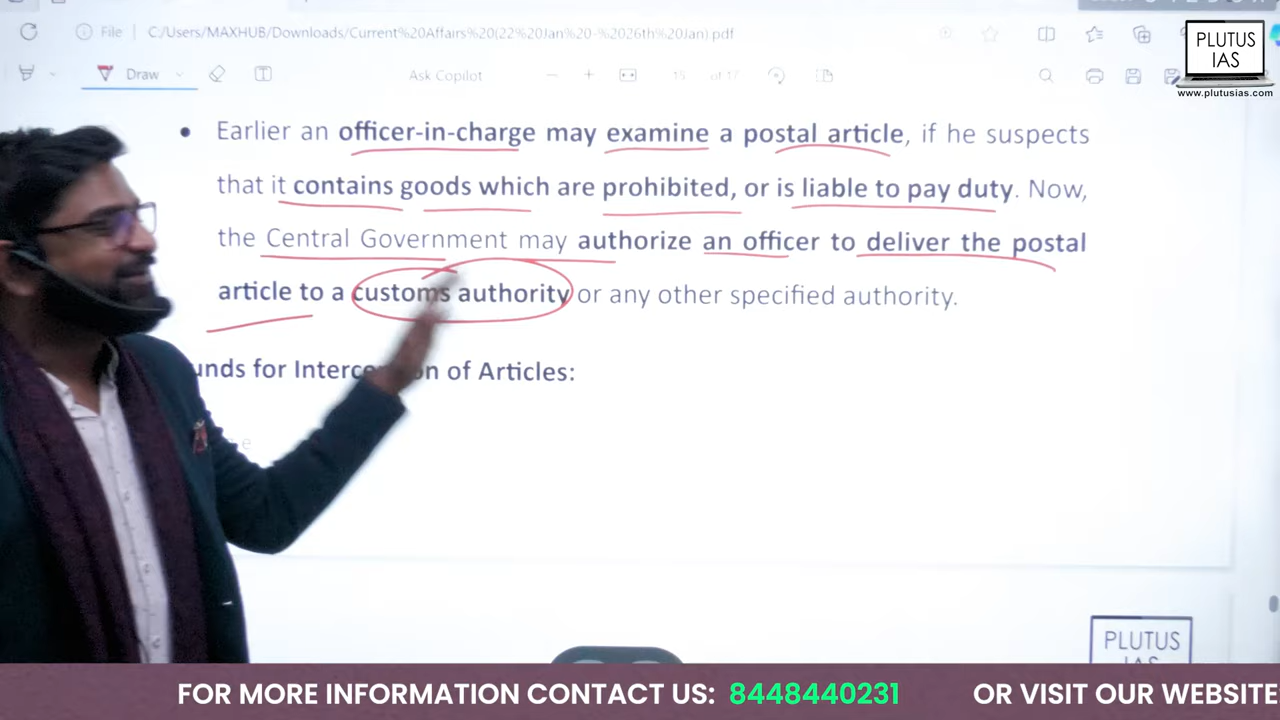 File
C:/Users/MAXHUB/Downloads/Current%20Affairs%20(22%20Jan%20-%2026th%20Jan).pdf
PLUTUS
IAS
www.plutusias.com
Draw
Ask Copilot
15 of 17
Earlier an officer-in-charge may examine a postal article, if he suspects
that it contains goods which are prohibited, or is liable to pay duty. Now,
the Central Government may authorize an officer to deliver the postal
article to a customs authority or any other specified authority.
for of Articles:
PLUTUS
IAS
FOR MORE INFORMATION CONTACT US: 8448440231 OR VISIT OUR WEBSITE